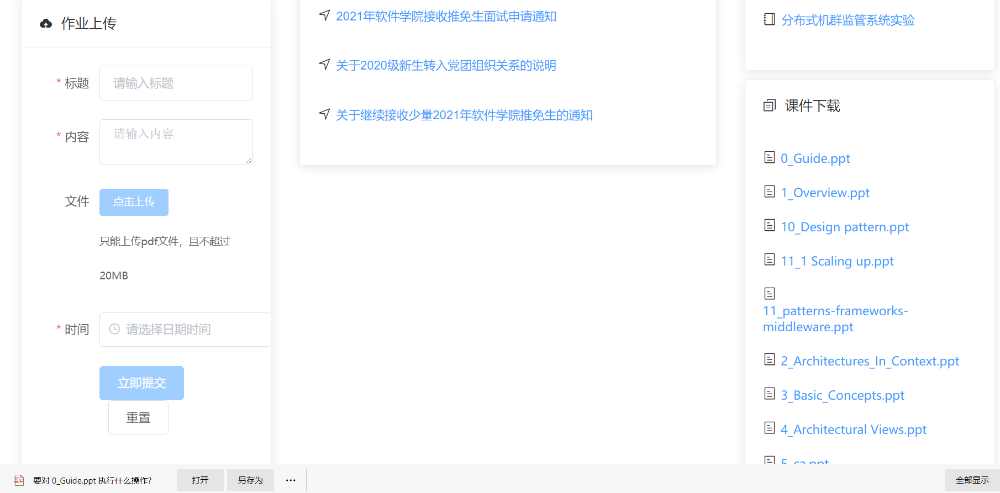 作业上传
* 标题
请输入标题
* 内容
请输入内容
文件
点击上传
只能上传pdf文件，且不超过
20MB
* 时间
请选择日期时间
立即提交
重置
2021年软件学院接收推免生面试申请通知
关于2020级新生转入党团组织关系的说明
关于继续接收少量2021年软件学院推免生的通知
分布式机群监管系统实验
课件下载
0_Guide.ppt
1_Overview.ppt
10_Design pattern.ppt
11_1 Scaling up.ppt
11_patterns-frameworks-
middleware.ppt
2_Architectures_In_Context.ppt
3_Basic_Concepts.ppt
4_Architectural Views.ppt
5_ca.ppt
要对 0_Guide.ppt 执行什么操作?
打开
另存为
...
全部显示